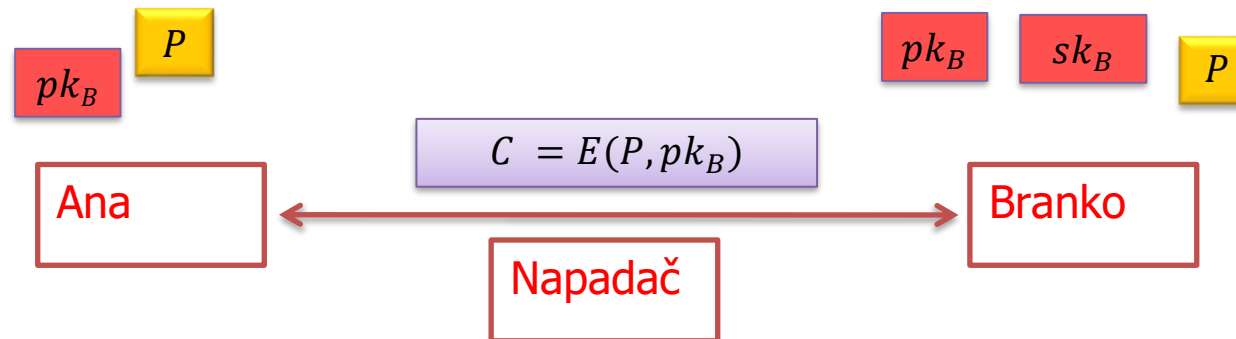 P
pk_B
pk_B
sk_B
P
C = E(P, pk_B)
Ana
Branko
Napadač